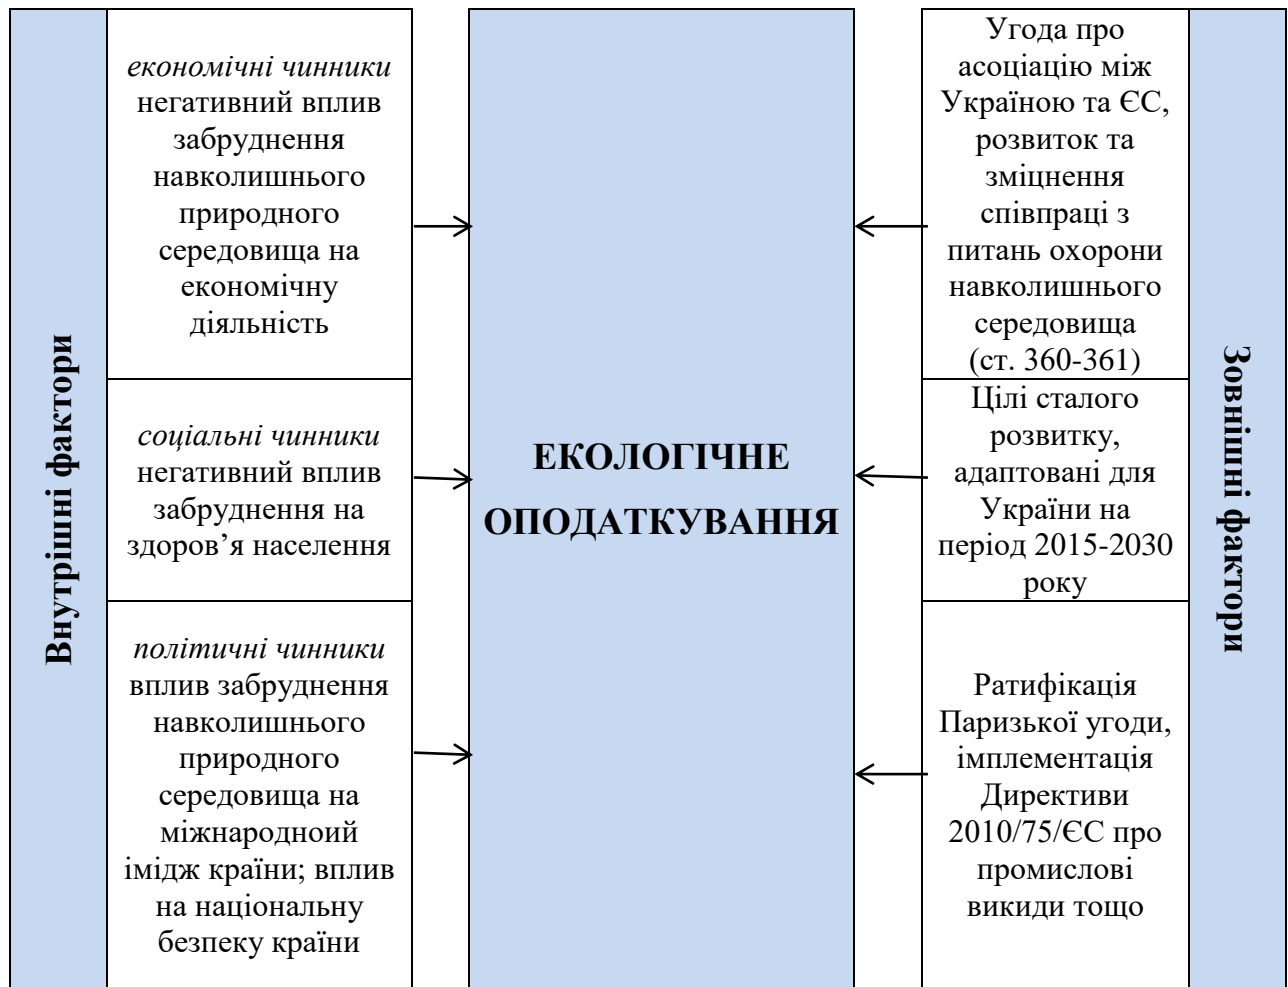 Внутрішні фактори
економічні чинники
негативний вплив
забруднення
навколишнього
природного
середовища на
економічну
діяльність
соціальні чинники
негативний вплив
забруднення на
здоров’я населення
політичні чинники
вплив забруднення
навколишнього
природного
середовища на
міжнародноий
імідж країни; вплив
на національну
безпеку країни
ЕКОЛОГІЧНЕ
ОПОДАТКУВАННЯ
Угода про
асоціацію між
Україною та ЄС,
розвиток та
зміцнення
співпраці з
питань охорони
навколишнього
середовища
(ст. 360-361)
Цілі сталого
розвитку,
адаптовані для
України на
період 2015-2030
року
Ратифікація
Паризької угоди,
імплементація
Директиви
2010/75/ЄС про
промислові
викиди тощо
Зовнішні фактори